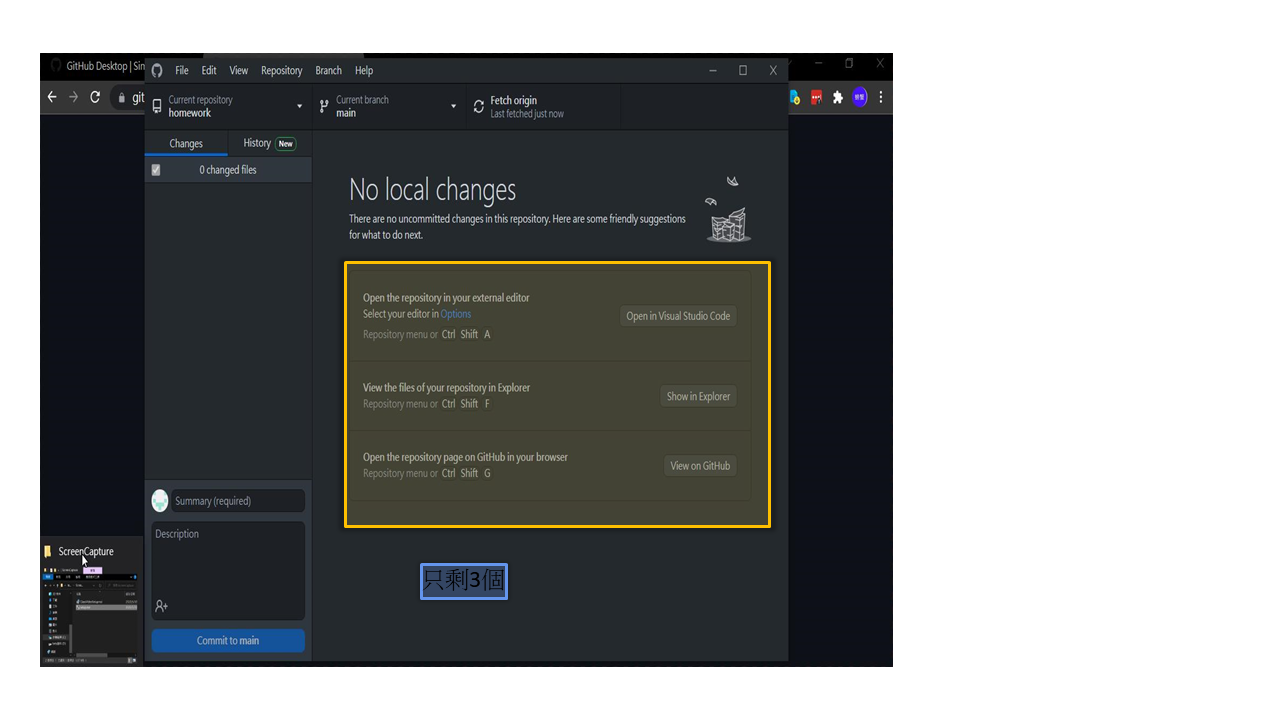 GitHub Desktop | Sim
File Edit View Repository Branch Help
git
Current repository
homework
Current branch
main
Fetch origin
Last fetched just now
Changes
History New
0 changed files
No local changes
There are no uncommitted changes in this repository. Here are some friendly suggestions
for what to do next.
Open the repository in your external editor
Select your editor in Options
Repository menu or Ctrl Shift A
Open in Visual Studio Code
View the files of your repository in Explorer
Repository menu or Ctrl Shift F
Show in Explorer
Open the repository page on GitHub in your browser
Repository menu or Ctrl Shift G
View on GitHub
Summary (required)
Description
Commit to main
ScreenCapture
只剩3個